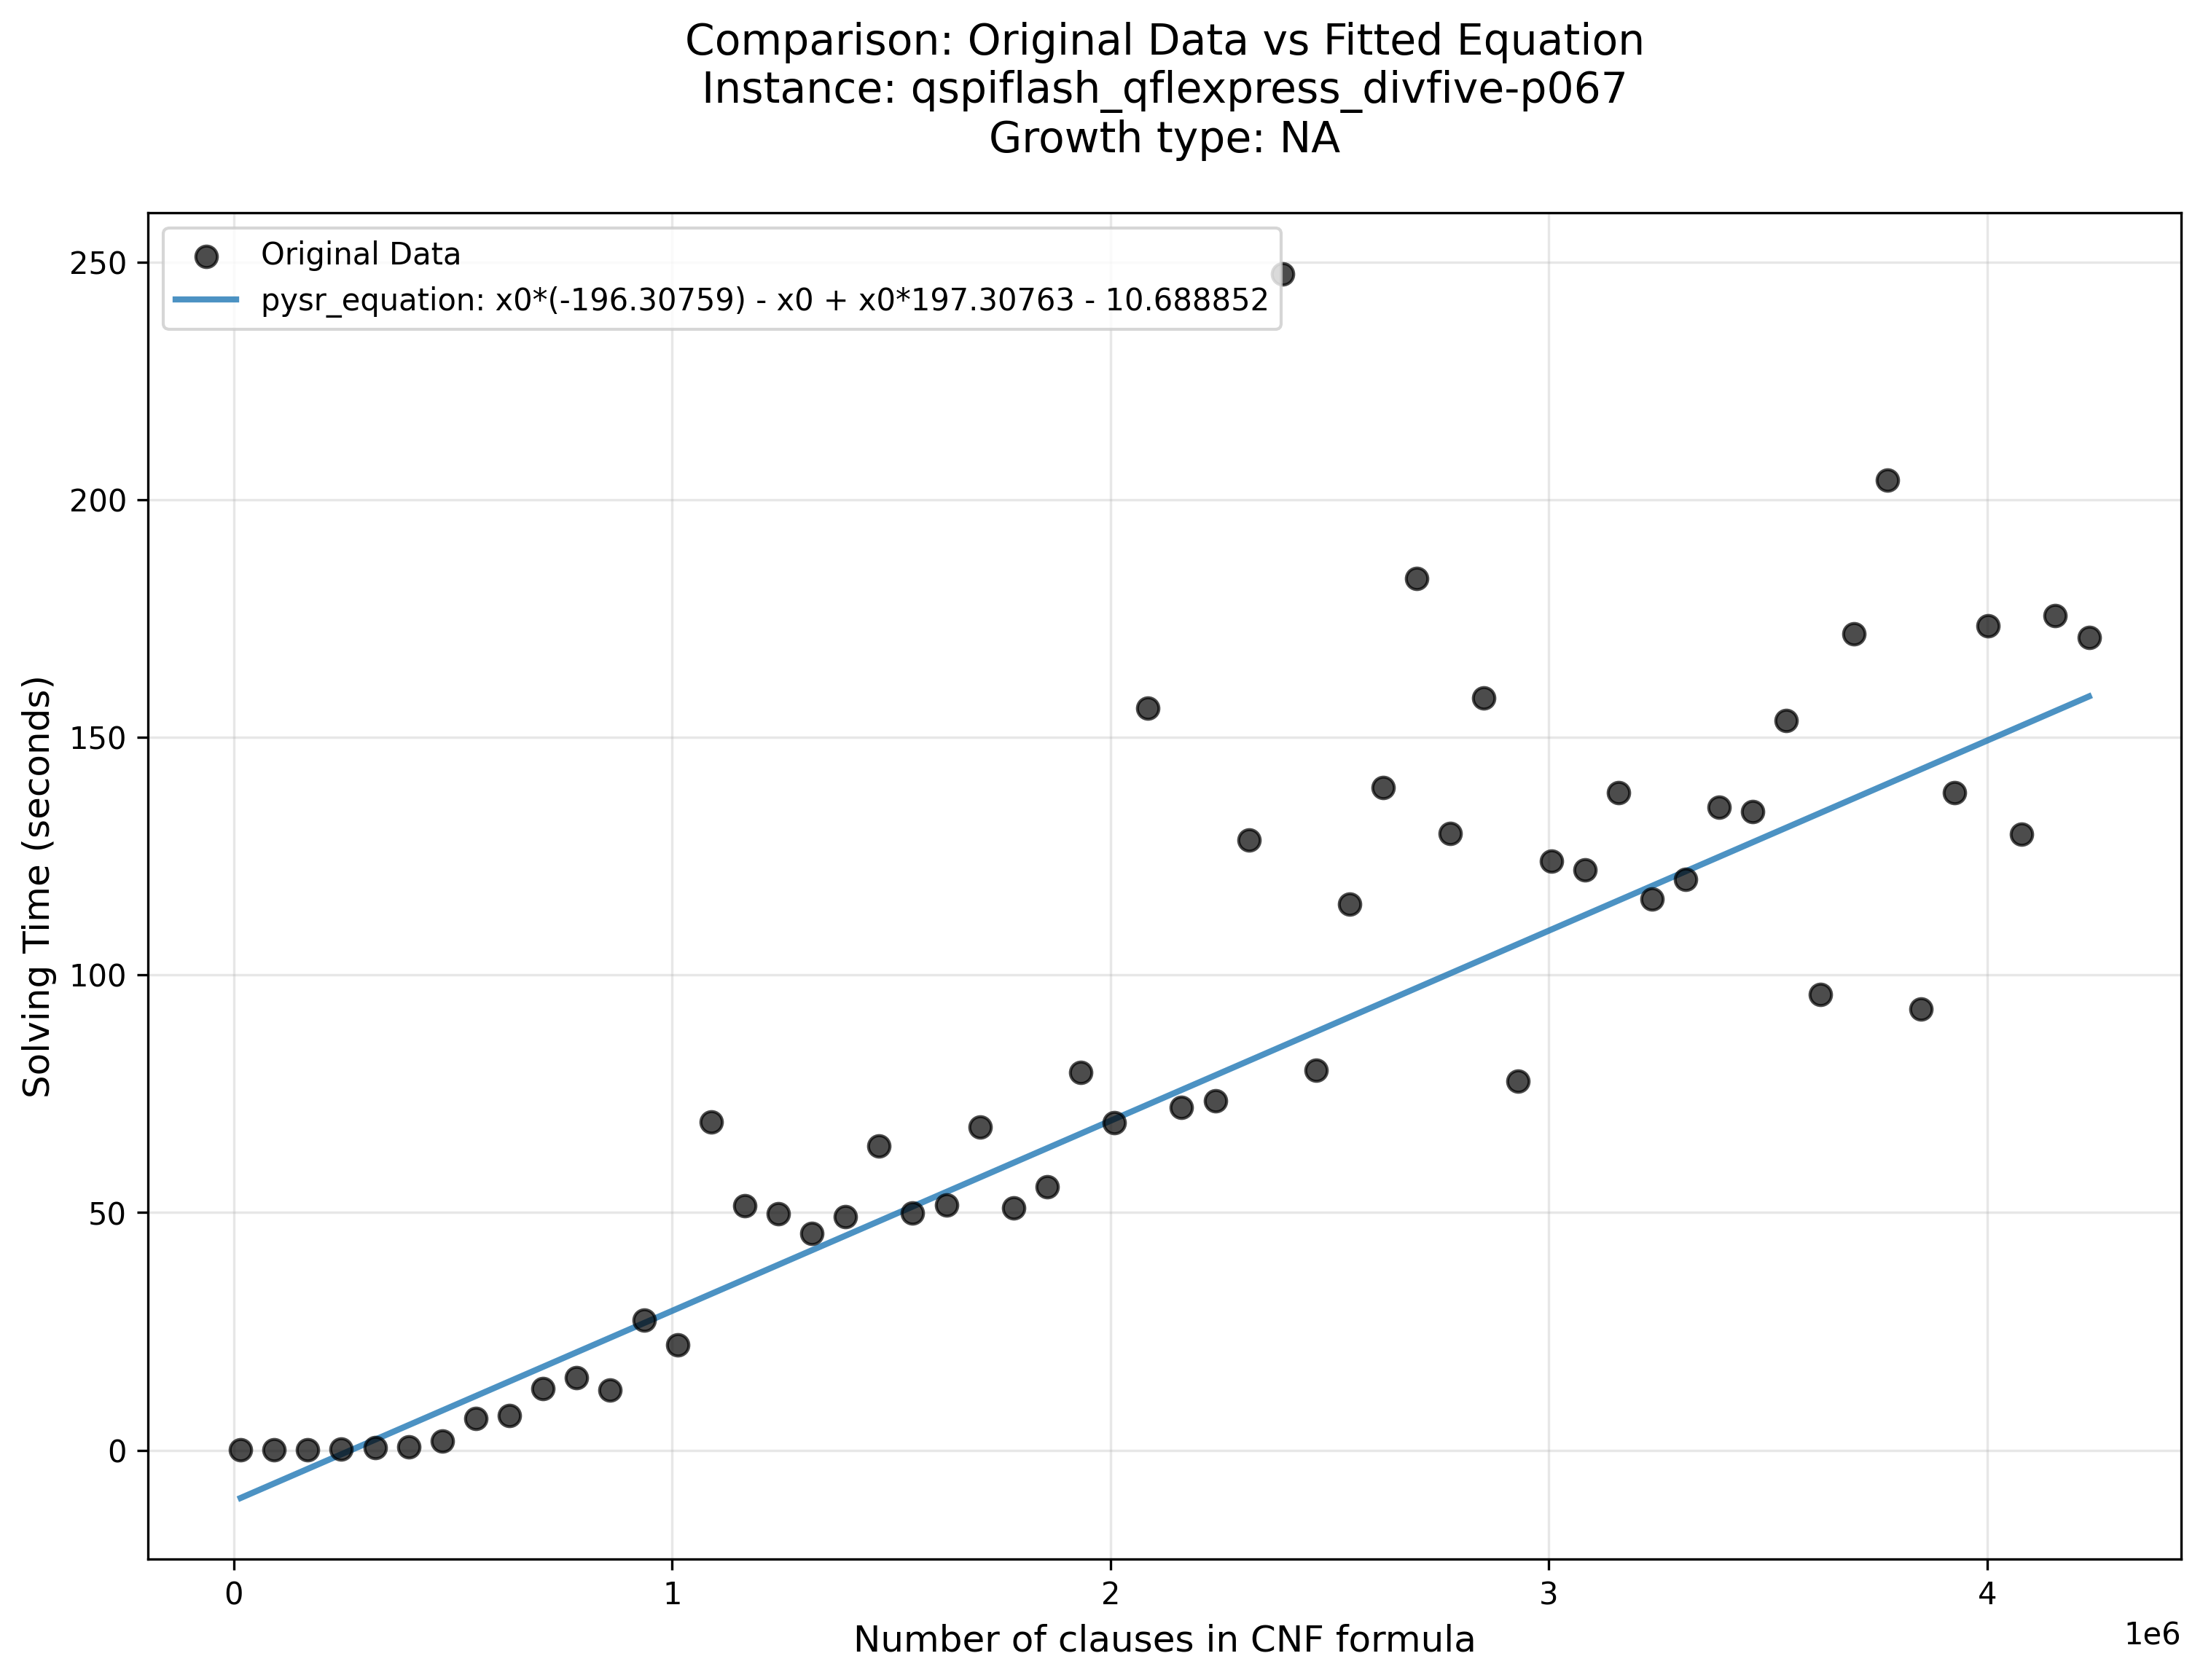 Comparison: Original Data vs Fitted Equation
Instance: qspiflash_qflexpress_divfive-p067
Growth type: NA
Original Data
pysr_equation: x0*(-196.30759) - x0 + x0*197.30763 - 10.688852
250
200
150
100
50
0
Solving Time (seconds)
0 1 2 3 4
1e6
Number of clauses in CNF formula